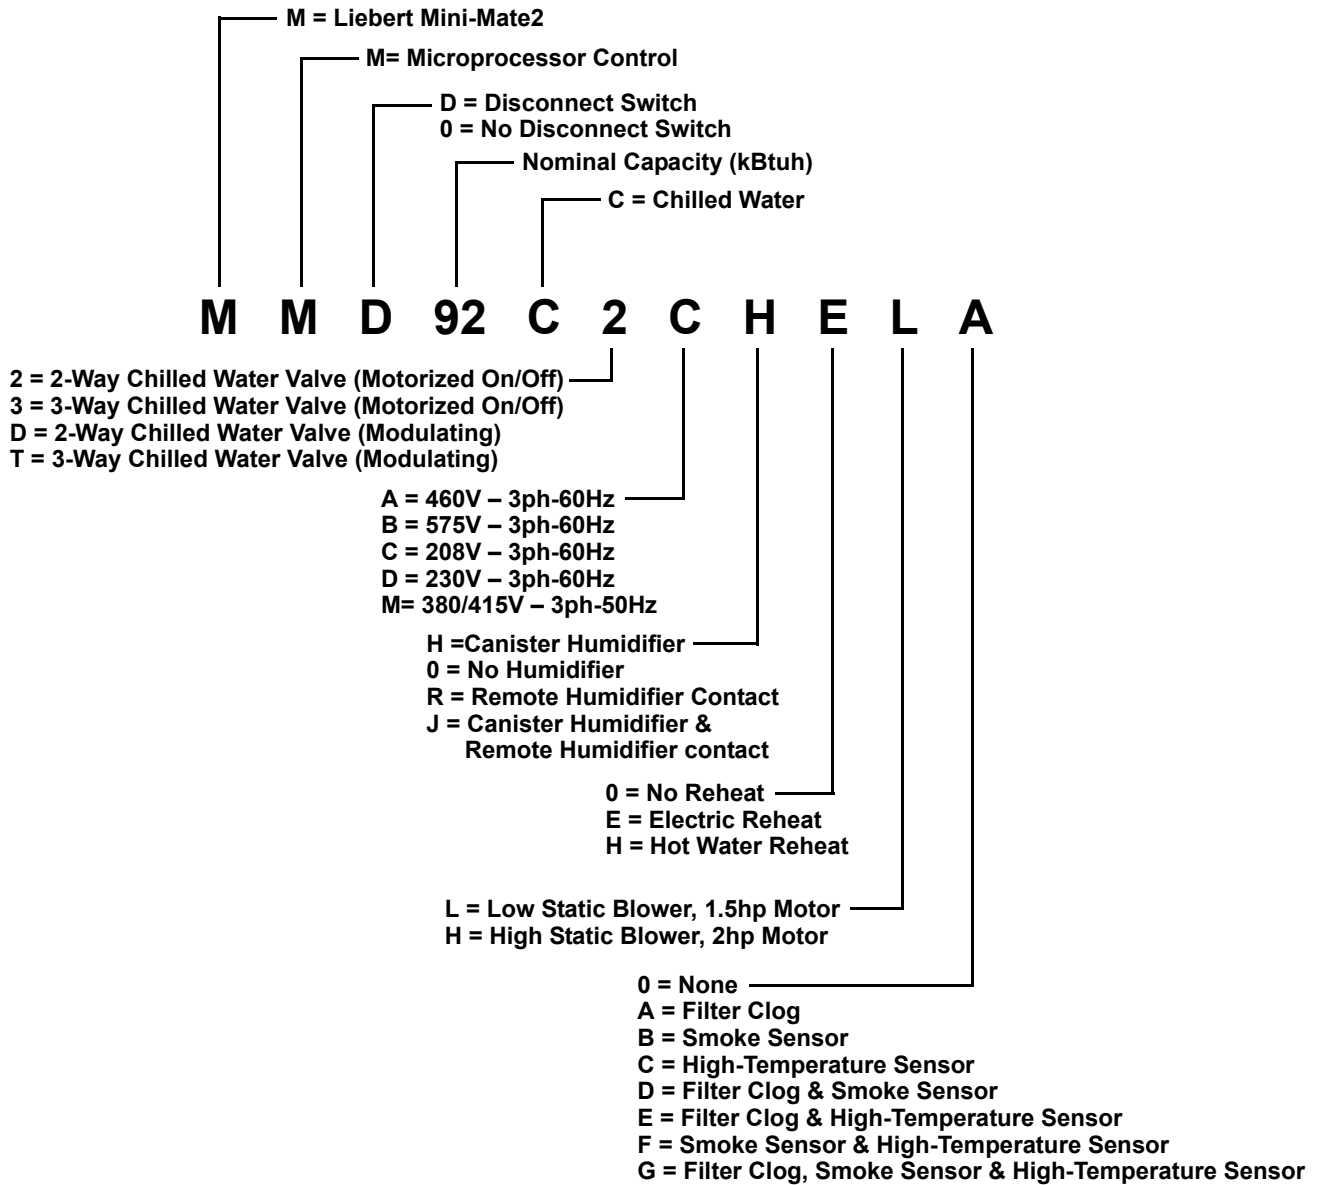 M = Liebert Mini-Mate2
M= Microprocessor Control
D = Disconnect Switch
0 = No Disconnect Switch
Nominal Capacity (kBtuh)
C = Chilled Water
M M D 92 C 2 C H E L A
2 = 2-Way Chilled Water Valve (Motorized On/Off)
3 = 3-Way Chilled Water Valve (Motorized On/Off)
D = 2-Way Chilled Water Valve (Modulating)
T = 3-Way Chilled Water Valve (Modulating)
A = 460V – 3ph-60Hz
B = 575V – 3ph-60Hz
C = 208V – 3ph-60Hz
D = 230V – 3ph-60Hz
M= 380/415V – 3ph-50Hz
H =Canister Humidifier
0 = No Humidifier
R = Remote Humidifier Contact
J = Canister Humidifier &
Remote Humidifier contact
0 = No Reheat
E = Electric Reheat
H = Hot Water Reheat
L = Low Static Blower, 1.5hp Motor
H = High Static Blower, 2hp Motor
0 = None
A = Filter Clog
B = Smoke Sensor
C = High-Temperature Sensor
D = Filter Clog & Smoke Sensor
E = Filter Clog & High-Temperature Sensor
F = Smoke Sensor & High-Temperature Sensor
G = Filter Clog, Smoke Sensor & High-Temperature Sensor